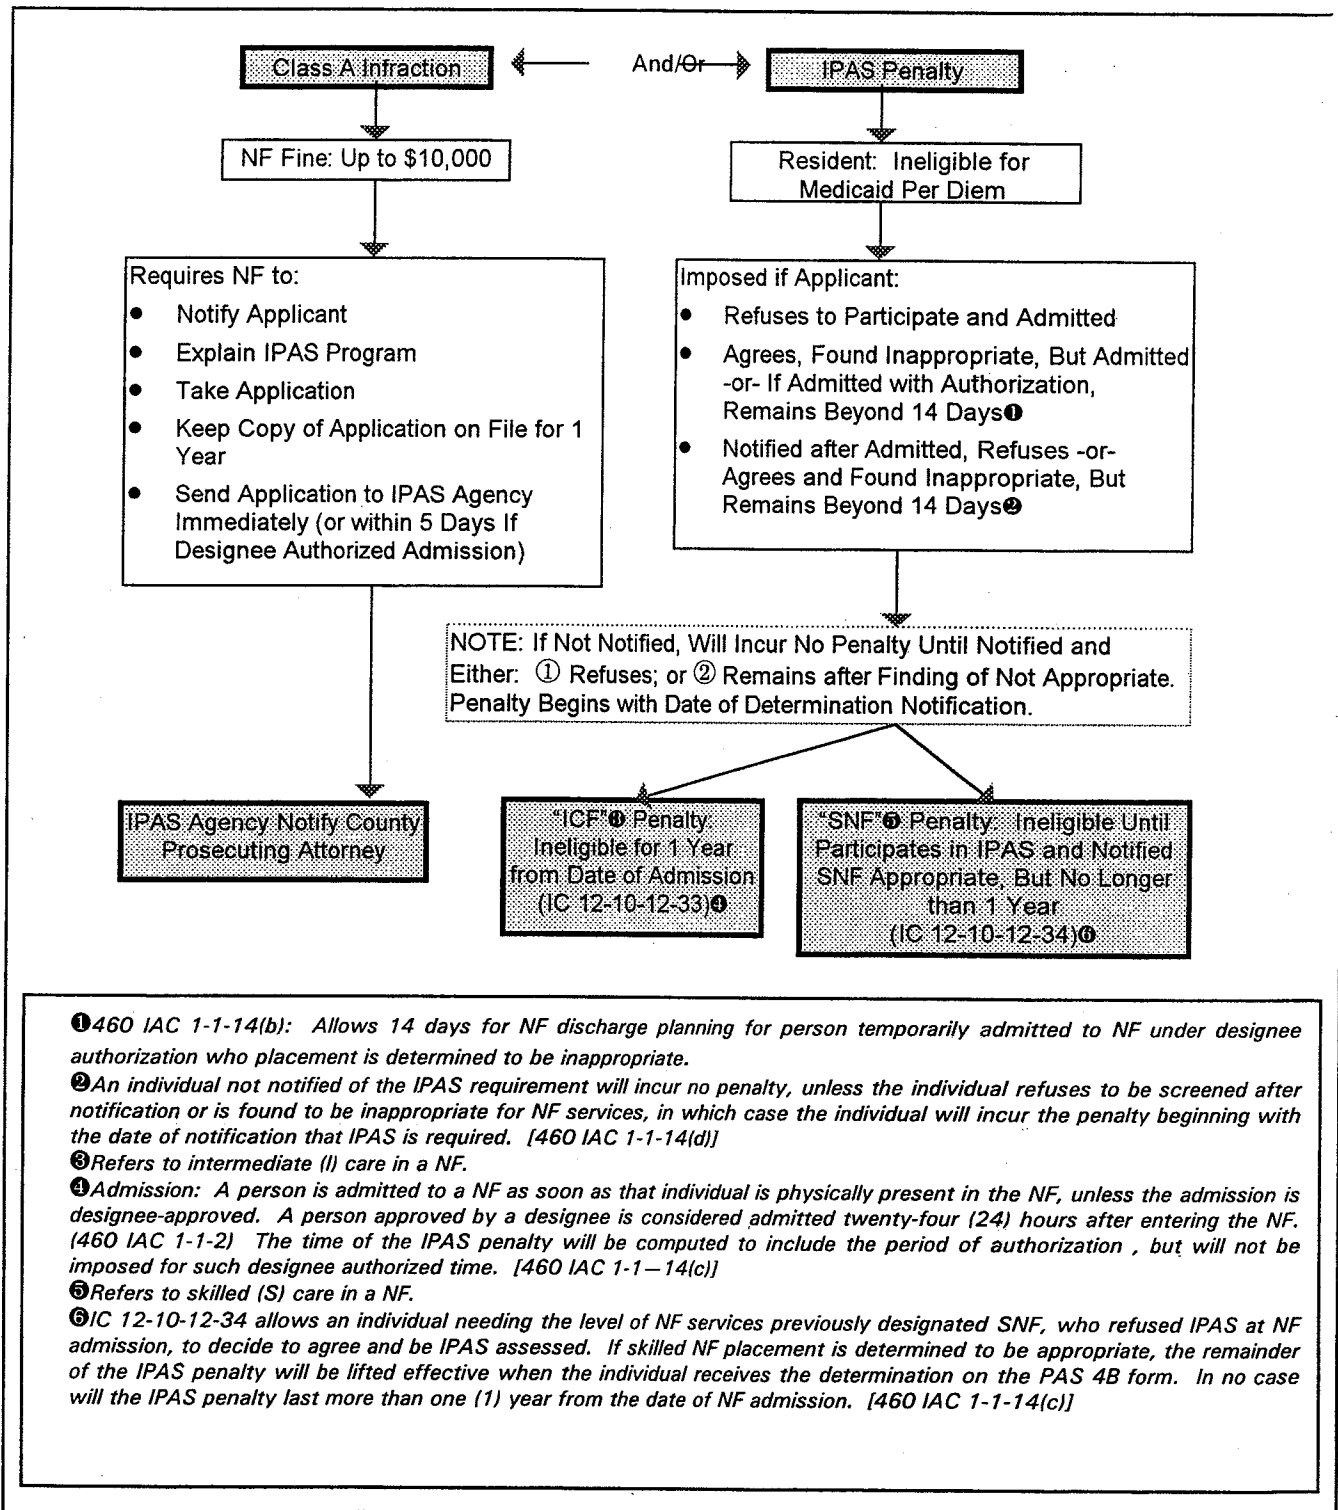 Class A Infraction
And/Or
IPAS Penalty
NF Fine: Up to $10,000
Resident: Ineligible for
Medicaid Per Diem
Requires NF to:
● Notify Applicant
● Explain IPAS Program
● Take Application
● Keep Copy of Application on File for 1
Year
● Send Application to IPAS Agency
Immediately (or within 5 Days If
Designee Authorized Admission)
Imposed if Applicant:
● Refuses to Participate and Admitted
● Agrees, Found Inappropriate, But Admitted
-or- If Admitted with Authorization,
Remains Beyond 14 Days❶
● Notified after Admitted, Refuses -or-
Agrees and Found Inappropriate, But
Remains Beyond 14 Days❷
NOTE: If Not Notified, Will Incur No Penalty Until Notified and
Either: ① Refuses; or ② Remains after Finding of Not Appropriate.
Penalty Begins with Date of Determination Notification.
IPAS Agency Notify County
Prosecuting Attorney
"ICF"❸ Penalty:
Ineligible for 1 Year
from Date of Admission
(IC 12-10-12-33)❹
"SNF"❺ Penalty: Ineligible Until
Participates in IPAS and Notified
SNF Appropriate, But No Longer
than 1 Year
(IC 12-10-12-34)❻
❶460 IAC 1-1-14(b): Allows 14 days for NF discharge planning for person temporarily admitted to NF under designee
authorization who placement is determined to be inappropriate.
❷An individual not notified of the IPAS requirement will incur no penalty, unless the individual refuses to be screened after
notification or is found to be inappropriate for NF services, in which case the individual will incur the penalty beginning with
the date of notification that IPAS is required. [460 IAC 1-1-14(d)]
❸Refers to intermediate (I) care in a NF.
❹Admission: A person is admitted to a NF as soon as that individual is physically present in the NF, unless the admission is
designee-approved. A person approved by a designee is considered admitted twenty-four (24) hours after entering the NF.
(460 IAC 1-1-2) The time of the IPAS penalty will be computed to include the period of authorization , but will not be
imposed for such designee authorized time. [460 IAC 1-1—14(c)]
❺Refers to skilled (S) care in a NF.
❻IC 12-10-12-34 allows an individual needing the level of NF services previously designated SNF, who refused IPAS at NF
admission, to decide to agree and be IPAS assessed. If skilled NF placement is determined to be appropriate, the remainder
of the IPAS penalty will be lifted effective when the individual receives the determination on the PAS 4B form. In no case
will the IPAS penalty last more than one (1) year from the date of NF admission. [460 IAC 1-1-14(c)]